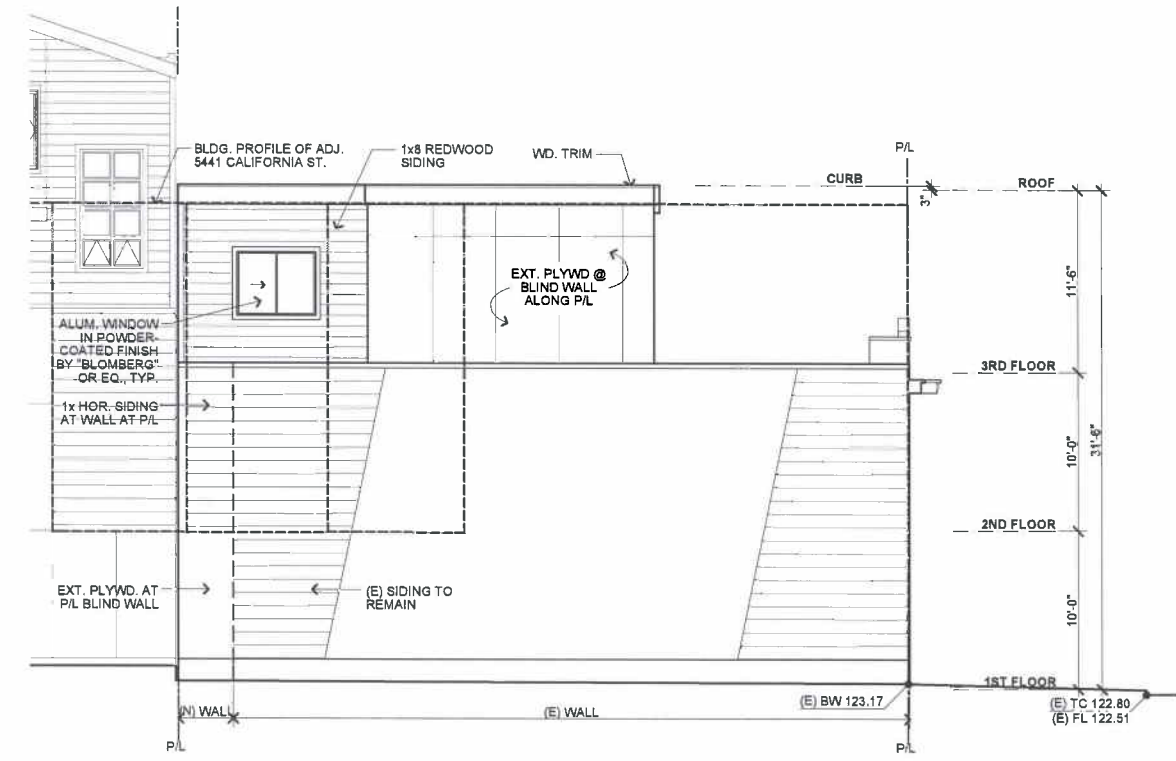 P/L
BLDG. PROFILE OF ADJ.
5441 CALIFORNIA ST.
1x8 REDWOOD
SIDING
WD. TRIM
CURB
3"
ROOF
EXT. PLYWD @
BLIND WALL
ALONG P/L
11'-6"
ALUM. WINDOW
IN POWDER-
COATED FINISH
BY "BLOMBERG"
OR EQ., TYP.
3RD FLOOR
1x HOR. SIDING
AT WALL AT P/L
10'-0"
31'-6"
2ND FLOOR
EXT. PLYWD. AT
P/L BLIND WALL
(E) SIDING TO
REMAIN
10'-0"
1ST FLOOR
(E) BW 123.17
(E) TC 122.80
(E) FL 122.51
(N) WALL
(E) WALL
P/L
P/L